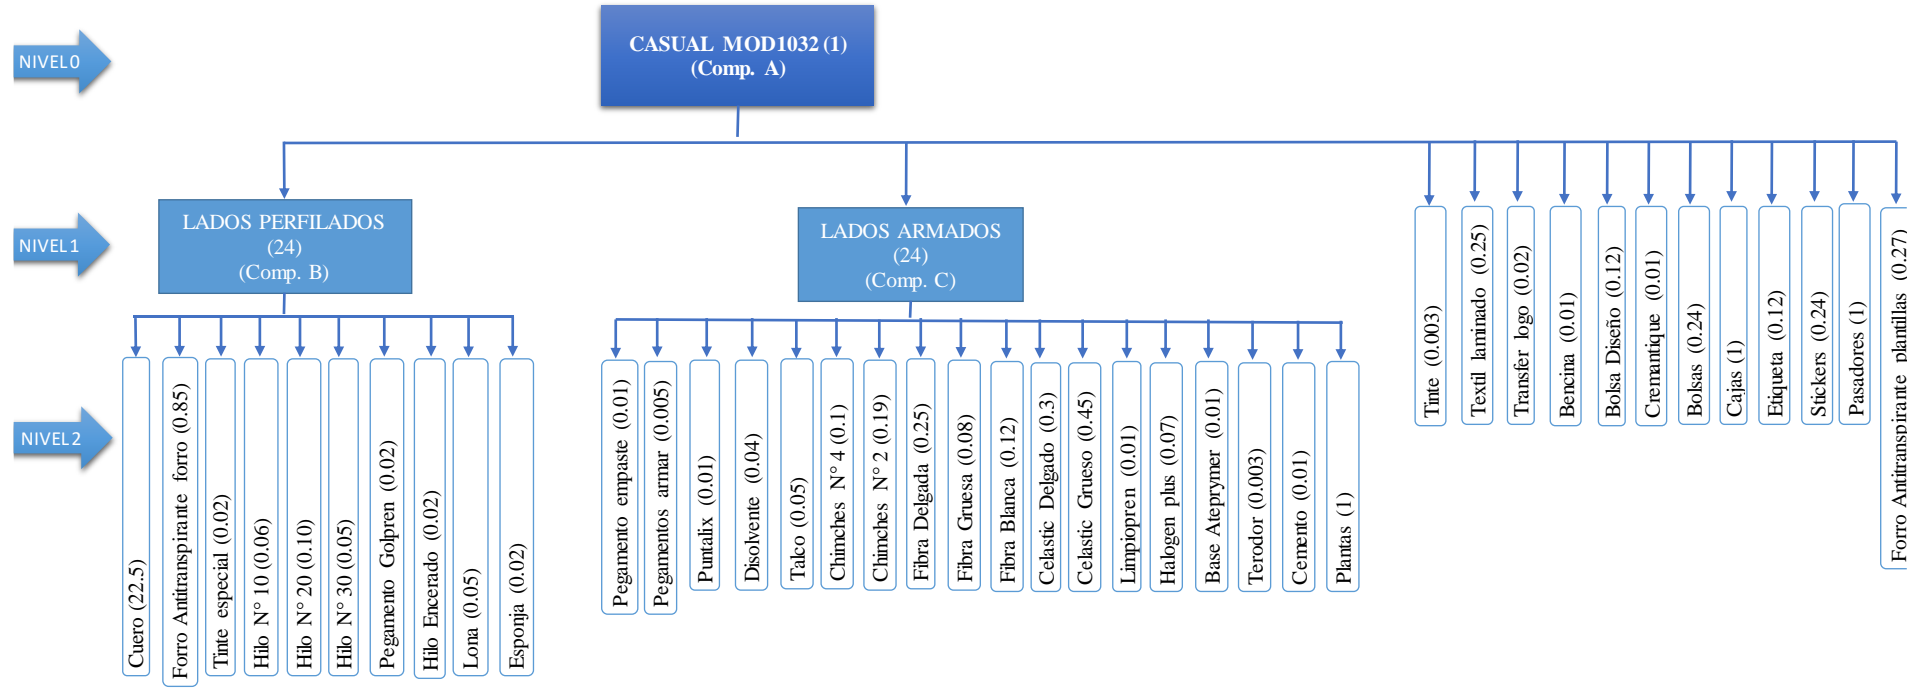 NIVEL 0
CASUAL MOD1032 (1)
(Comp. A)
NIVEL 1
LADOS PERFILADOS
(24)
(Comp. B)
LADOS ARMADOS
(24)
(Comp. C)
Tinte (0.003)
Textil laminado (0.25)
Transfer logo (0.02)
Bencina (0.01)
Bolsa Diseño (0.12)
Cremantique (0.01)
Bolsas (0.24)
Cajas (1)
Etiqueta (0.12)
Stickers (0.24)
Pasadores (1)
Forro Antitranspirante plantillas (0.27)
NIVEL 2
Cuero (22.5)
Forro Antitranspirante forro (0.85)
Tinte especial (0.02)
Hilo N° 10 (0.06)
Hilo N° 20 (0.10)
Hilo N° 30 (0.05)
Pegamento Golpren (0.02)
Hilo Encerado (0.02)
Lona (0.05)
Esponja (0.02)
Pegamento empaste (0.01)
Pegamentos armar (0.005)
Puntalix (0.01)
Disolvente (0.04)
Talco (0.05)
Chinches N° 4 (0.1)
Chinches N° 2 (0.19)
Fibra Delgada (0.25)
Fibra Gruesa (0.08)
Fibra Blanca (0.12)
Celastic Delgado (0.3)
Celastic Grueso (0.45)
Limpiopren (0.01)
Halogen plus (0.07)
Base Ateprymer (0.01)
Terodor (0.003)
Cemento (0.01)
Plantas (1)